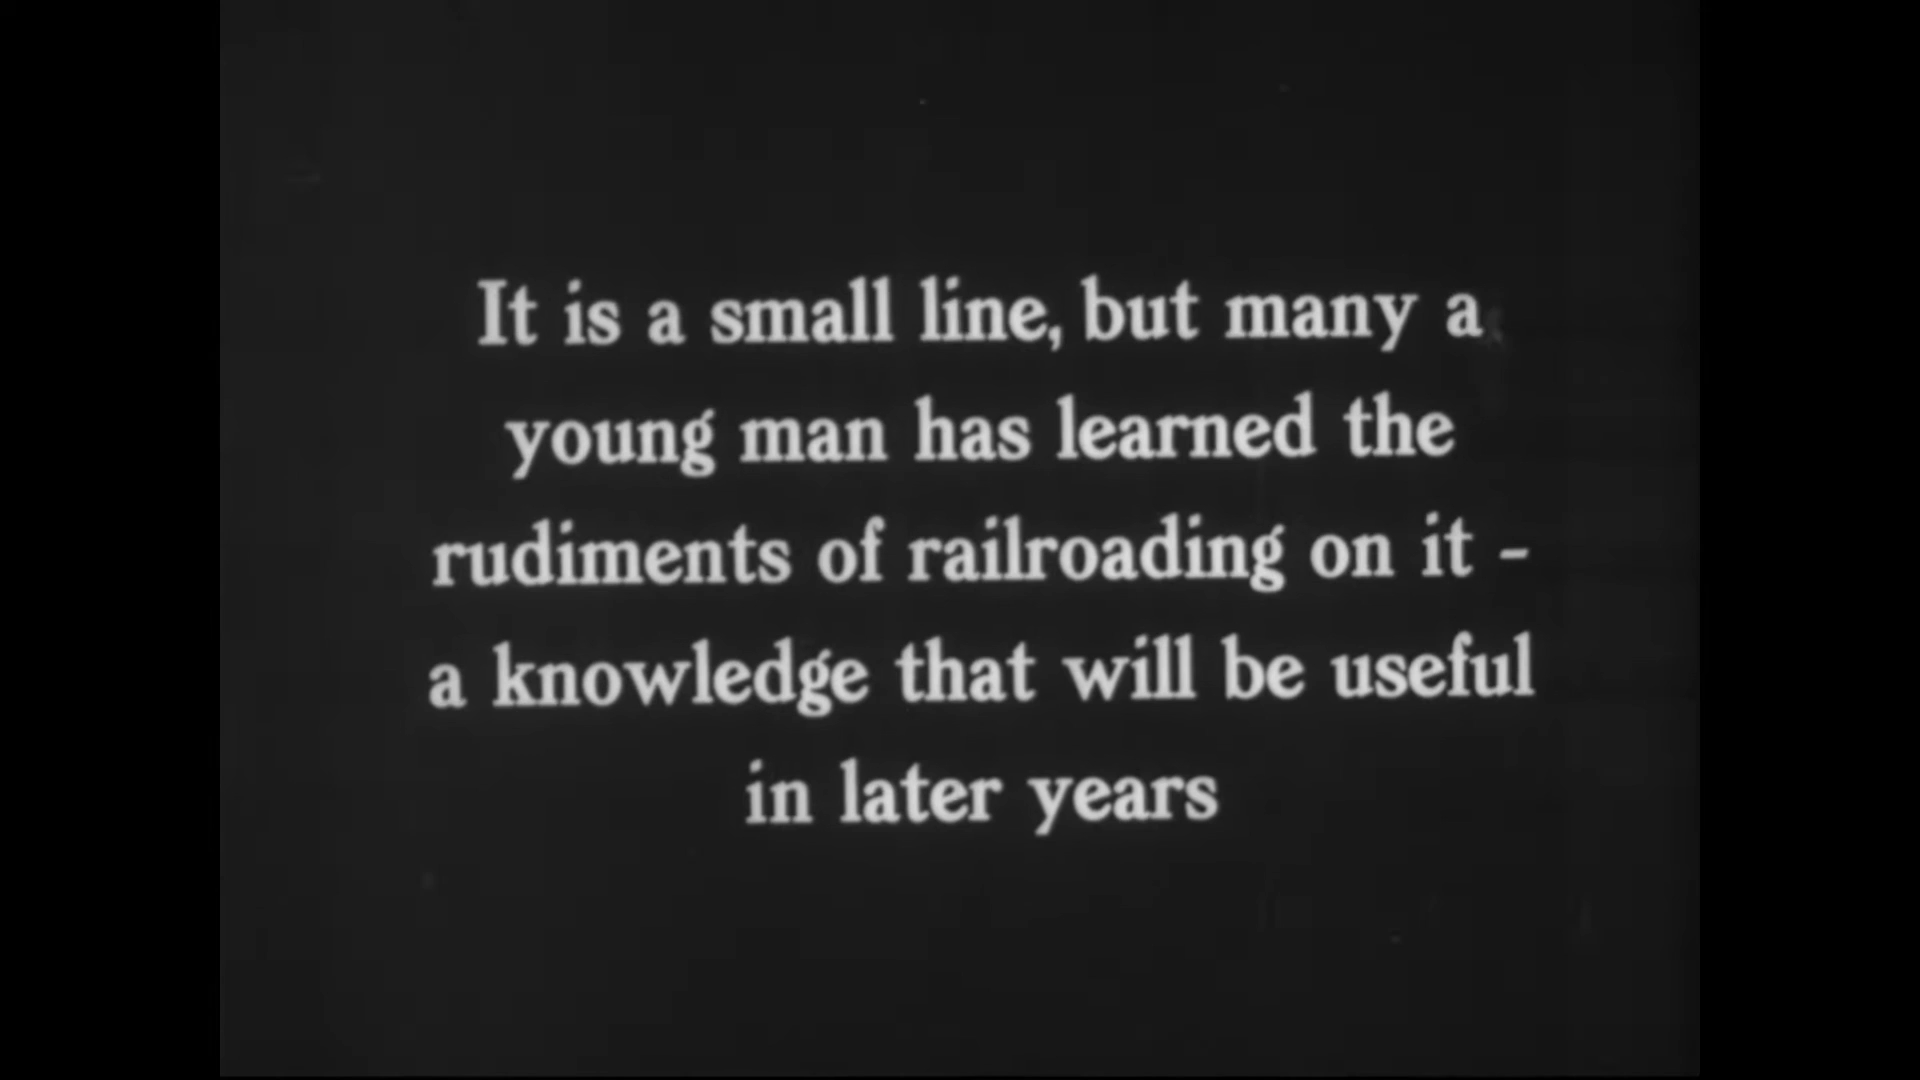 It is a small line, but many a
young man has learned the
rudiments of railroading on it -
a knowledge that will be useful
in later years